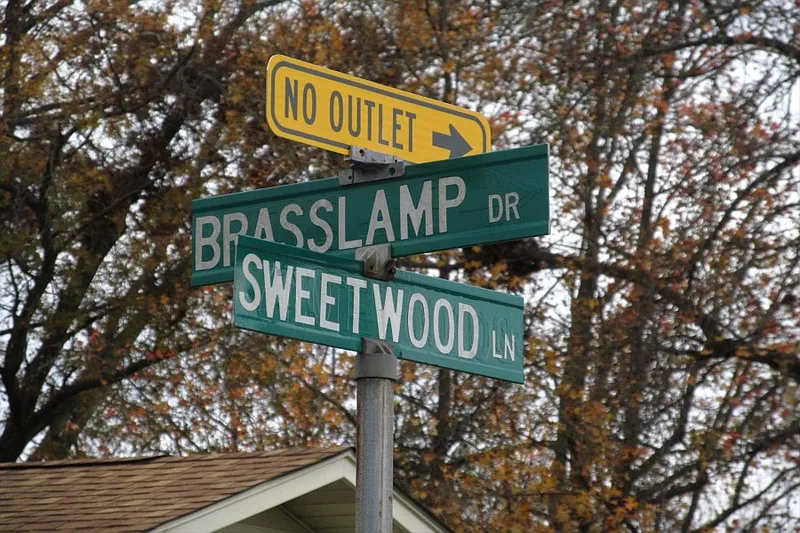 NO OUTLET
BRASSLAMP DR
SWEETWOOD LN